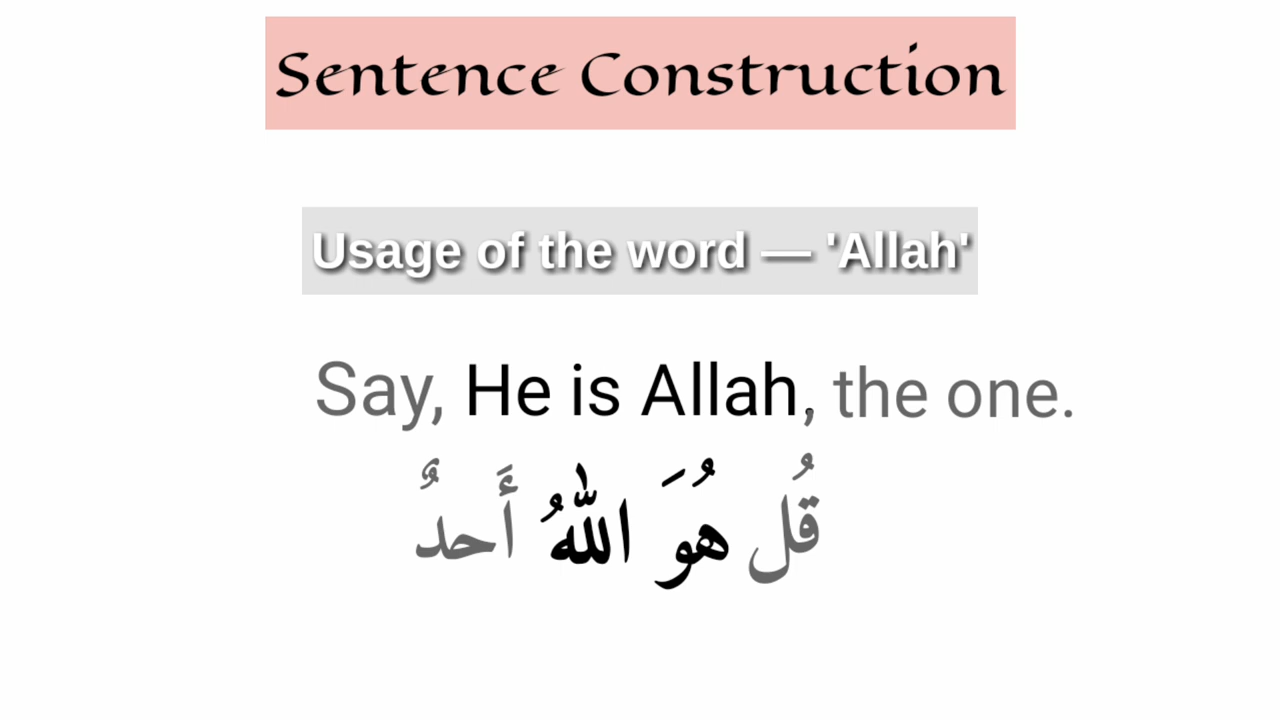 Sentence Construction
Usage of the word — 'Allah'
Say, He is Allah, the one.
قُل هُوَ اللّٰهُ أَحَدٌ